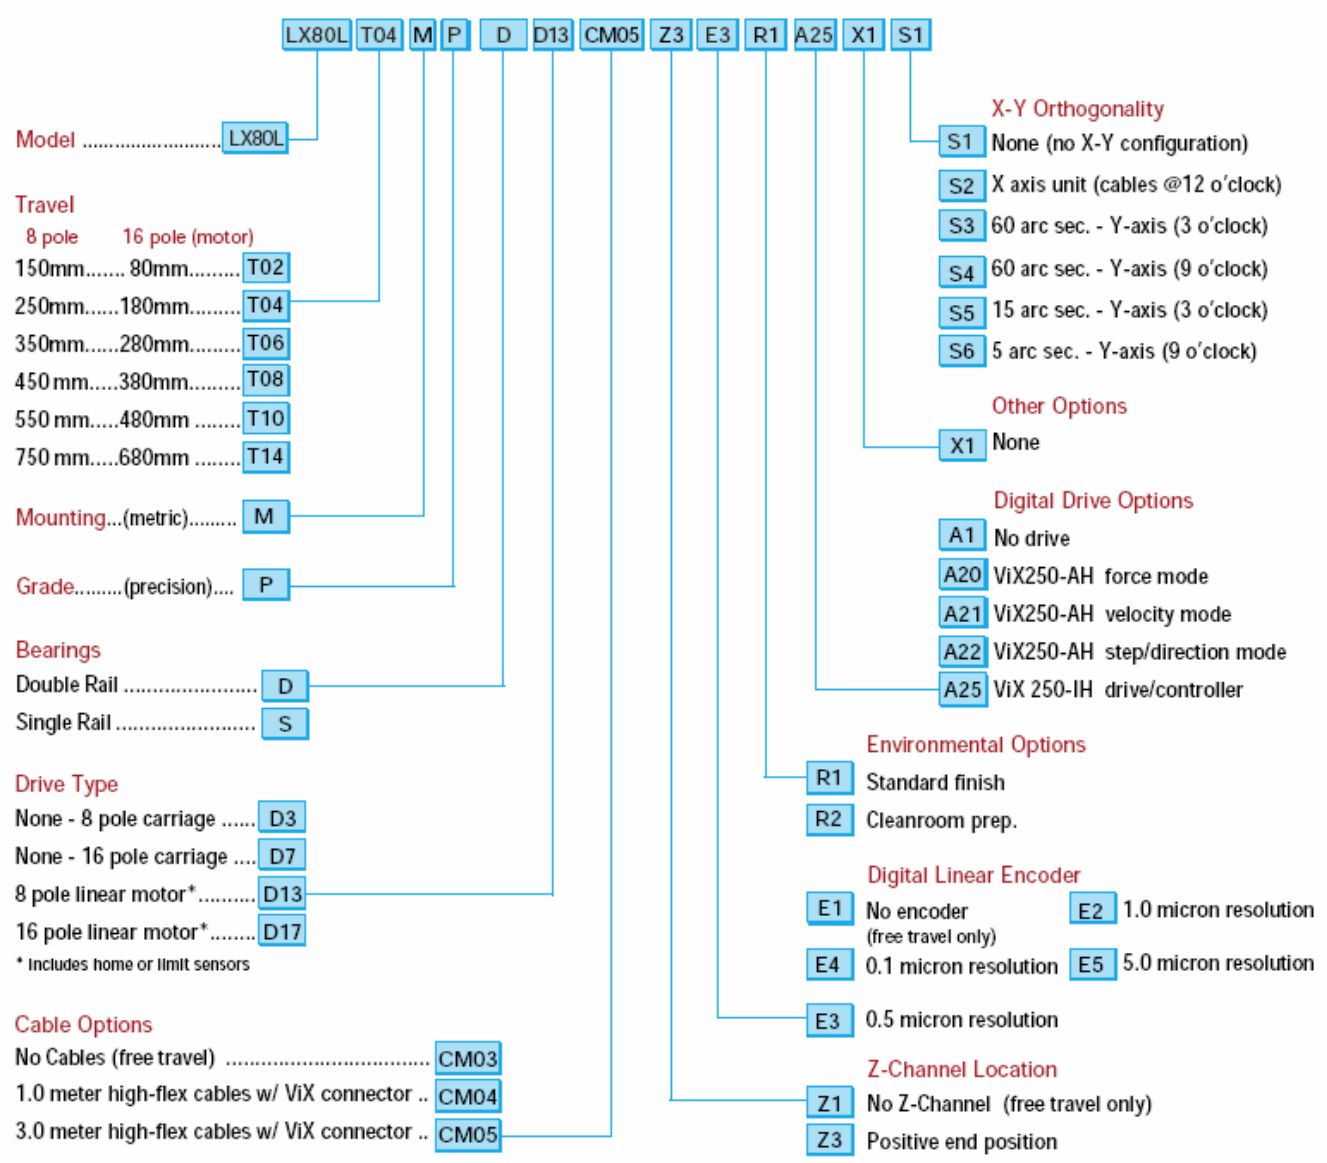 LX80L T04 M P D D13 CM05 Z3 E3 R1 A25 X1 S1
Model .......................... LX80L
Travel
8 pole 16 pole (motor)
150mm....... 80mm......... T02
250mm......180mm......... T04
350mm......280mm......... T06
450 mm.....380mm......... T08
550 mm.....480mm ........ T10
750 mm.....680mm ........ T14
Mounting...(metric)......... M
Grade.........(precision).... P
Bearings
Double Rail ....................... D
Single Rail ........................ S
Drive Type
None - 8 pole carriage ...... D3
None - 16 pole carriage .... D7
8 pole linear motor*.......... D13
16 pole linear motor*........ D17
* Includes home or limit sensors
Cable Options
No Cables (free travel) ................................... CM03
1.0 meter high-flex cables w/ ViX connector .. CM04
3.0 meter high-flex cables w/ ViX connector .. CM05
X-Y Orthogonality
S1 None (no X-Y configuration)
S2 X axis unit (cables @12 o'clock)
S3 60 arc sec. - Y-axis (3 o'clock)
S4 60 arc sec. - Y-axis (9 o'clock)
S5 15 arc sec. - Y-axis (3 o'clock)
S6 5 arc sec. - Y-axis (9 o'clock)
Other Options
X1 None
Digital Drive Options
A1 No drive
A20 ViX250-AH force mode
A21 ViX250-AH velocity mode
A22 ViX250-AH step/direction mode
A25 ViX 250-IH drive/controller
Environmental Options
R1 Standard finish
R2 Cleanroom prep.
Digital Linear Encoder
E1 No encoder E2 1.0 micron resolution
(free travel only)
E4 0.1 micron resolution E5 5.0 micron resolution
E3 0.5 micron resolution
Z-Channel Location
Z1 No Z-Channel (free travel only)
Z3 Positive end position